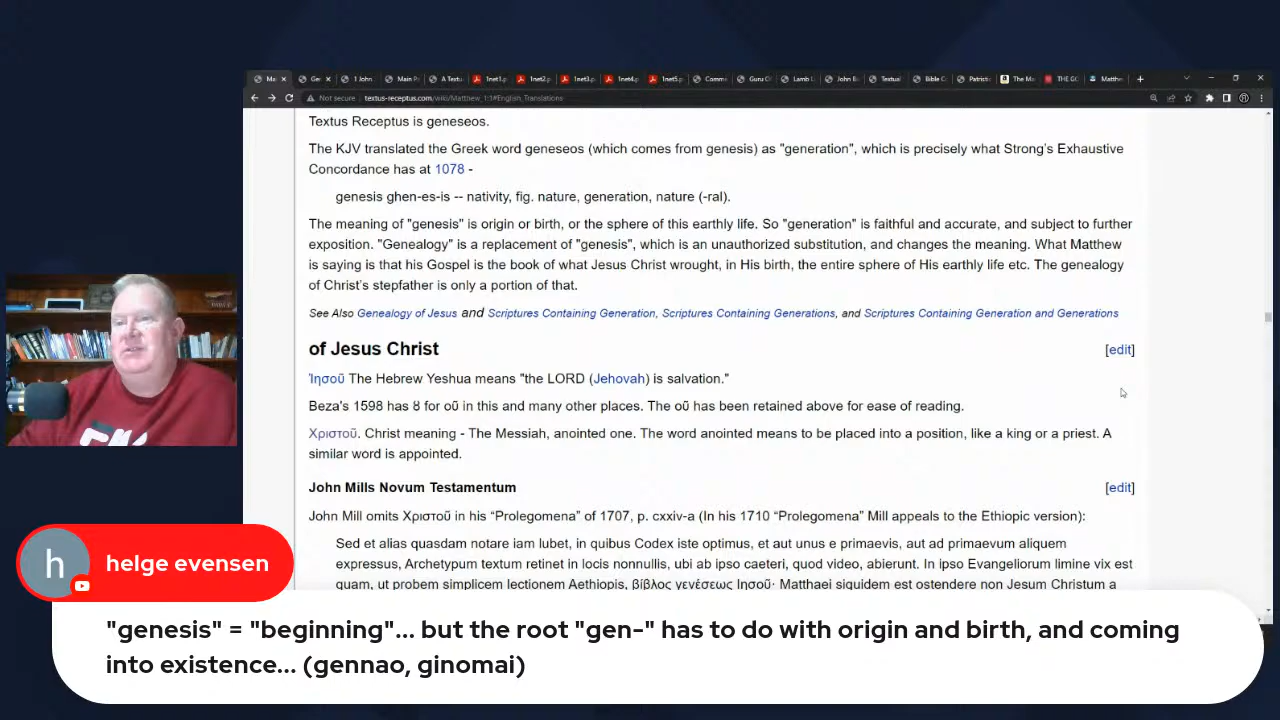 Not secure textus-receptus.com/wiki/Matthew_1:1#English_Translations
Textus Receptus is geneseos.
The KJV translated the Greek word geneseos (which comes from genesis) as "generation", which is precisely what Strong's Exhaustive
Concordance has at 1078 -
genesis ghen-es-is -- nativity, fig. nature, generation, nature (-ral).
The meaning of "genesis" is origin or birth, or the sphere of this earthly life. So "generation" is faithful and accurate, and subject to further
exposition. "Genealogy" is a replacement of "genesis", which is an unauthorized substitution, and changes the meaning. What Matthew
is saying is that his Gospel is the book of what Jesus Christ wrought, in His birth, the entire sphere of His earthly life etc. The genealogy
of Christ's stepfather is only a portion of that.
See Also Genealogy of Jesus and Scriptures Containing Generation, Scriptures Containing Generations, and Scriptures Containing Generation and Generations
of Jesus Christ [edit]
Ἰησοῦ The Hebrew Yeshua means "the LORD (Jehovah) is salvation."
Beza's 1598 has 8 for οῦ in this and many other places. The οῦ has been retained above for ease of reading.
Χριστοῦ. Christ meaning - The Messiah, anointed one. The word anointed means to be placed into a position, like a king or a priest. A
similar word is appointed.
John Mills Novum Testamentum [edit]
John Mill omits Χριστοῦ in his “Prolegomena” of 1707, p. cxxiv-a (In his 1710 “Prolegomena” Mill appeals to the Ethiopic version):
Sed et alias quasdam notare iam lubet, in quibus Codex iste optimus, et aut unus e primaevis, aut ad primaevum aliquem
expressus, Archetypum textum retinet in locis nonnullis, ubi ab ipso caeteri, quod video, abierunt. In ipso Evangeliorum limine vix est
quam, ut probem simplicem lectionem Aethiopis, βίβλος γενέσεως Ιησοῦ· Matthaei siquidem est ostendere non Jesum Christum a
h helge evensen
"genesis" = "beginning"... but the root "gen-" has to do with origin and birth, and coming
into existence... (gennao, ginomai)